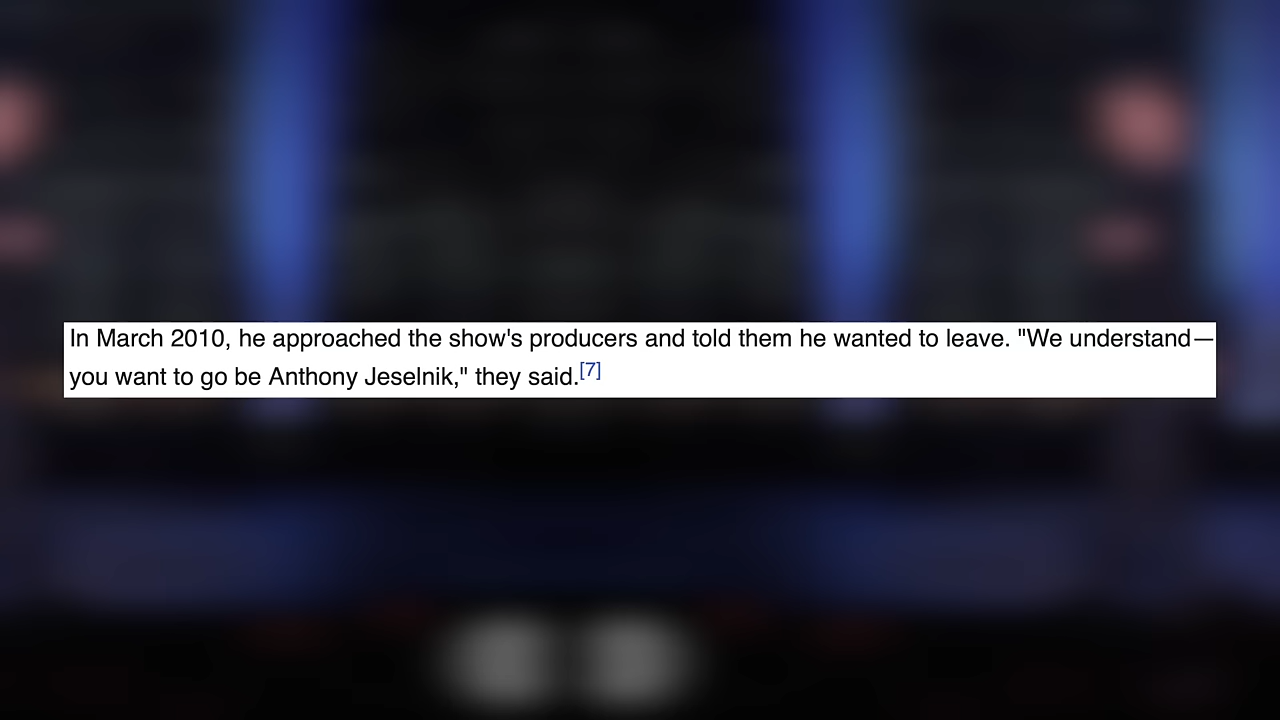 In March 2010, he approached the show's producers and told them he wanted to leave. "We understand—
you want to go be Anthony Jeselnik," they said.[7]